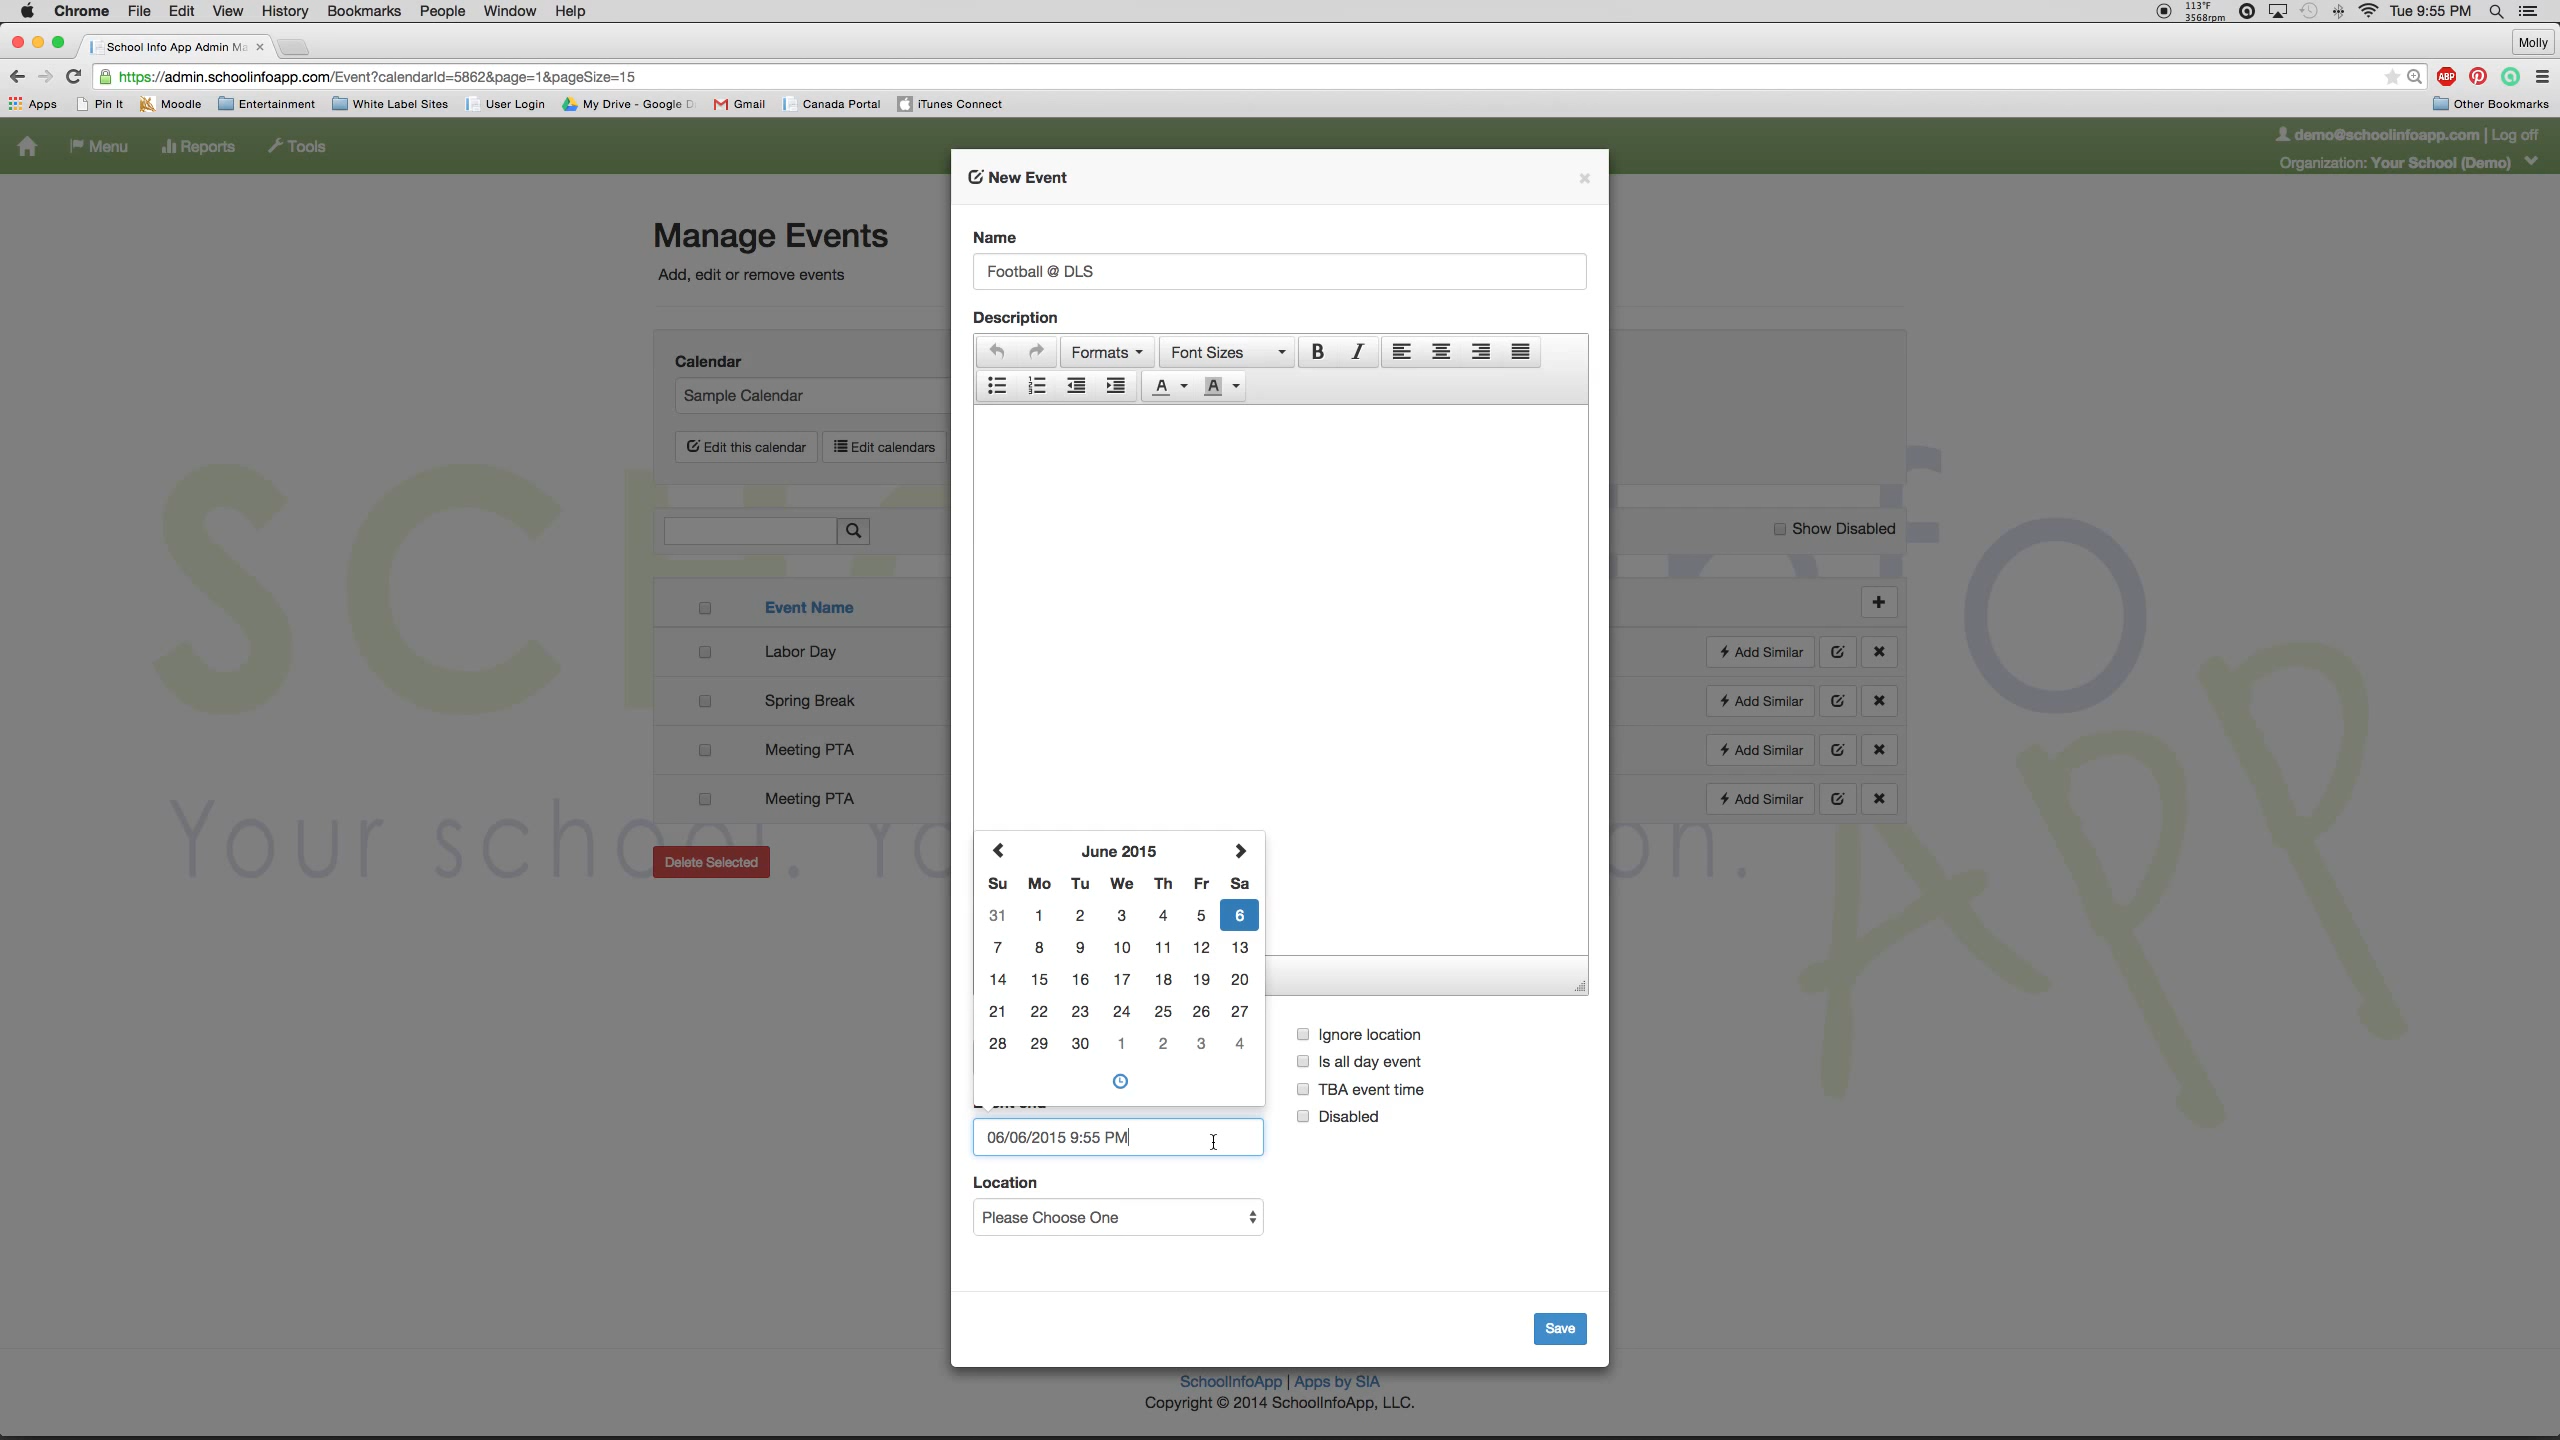 Chrome File Edit View History Bookmarks People Window Help
113°F
3568rpm
Tue 9:55 PM
School Info App Admin Ma
Molly
https://admin.schoolinfoapp.com/Event?calendarId=5862&page=1&pageSize=15
ABP
Apps Pin It Moodle Entertainment White Label Sites User Login My Drive - Google D Gmail Canada Portal iTunes Connect Other Bookmarks
Menu Reports Tools
demo@schoolinfoapp.com | Log off
Organization: Your School (Demo)
New Event
Manage Events
Add, edit or remove events
Name
Football @ DLS
Description
Formats Font Sizes B I
A A
Calendar
Sample Calendar
Edit this calendar Edit calendars
Show Disabled
Event Name
Labor Day Add Similar
Spring Break Add Similar
Meeting PTA Add Similar
Meeting PTA Add Similar
Delete Selected
APP
June 2015
Su Mo Tu We Th Fr Sa
31 1 2 3 4 5 6
7 8 9 10 11 12 13
14 15 16 17 18 19 20
21 22 23 24 25 26 27
28 29 30 1 2 3 4
Ignore location
Is all day event
TBA event time
Disabled
06/06/2015 9:55 PM
Location
Please Choose One
Save
SchoolInfoApp | Apps by SIA
Copyright © 2014 SchoolInfoApp, LLC.